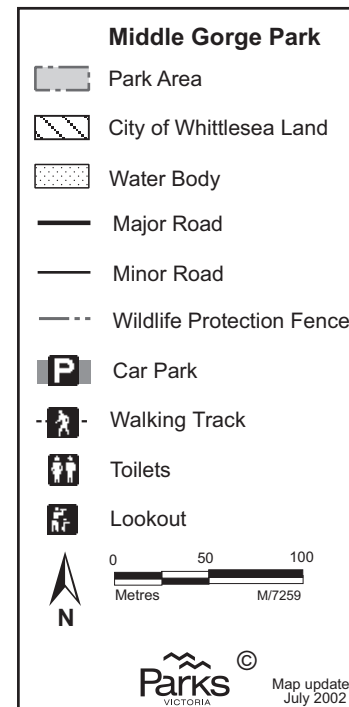 Middle Gorge Park
Park Area
City of Whittlesea Land
Water Body
Major Road
Minor Road
Wildlife Protection Fence
P Car Park
Walking Track
Toilets
Lookout
0 50 100
Metres M/7259
N
©
Parks
VICTORIA
Map update
July 2002